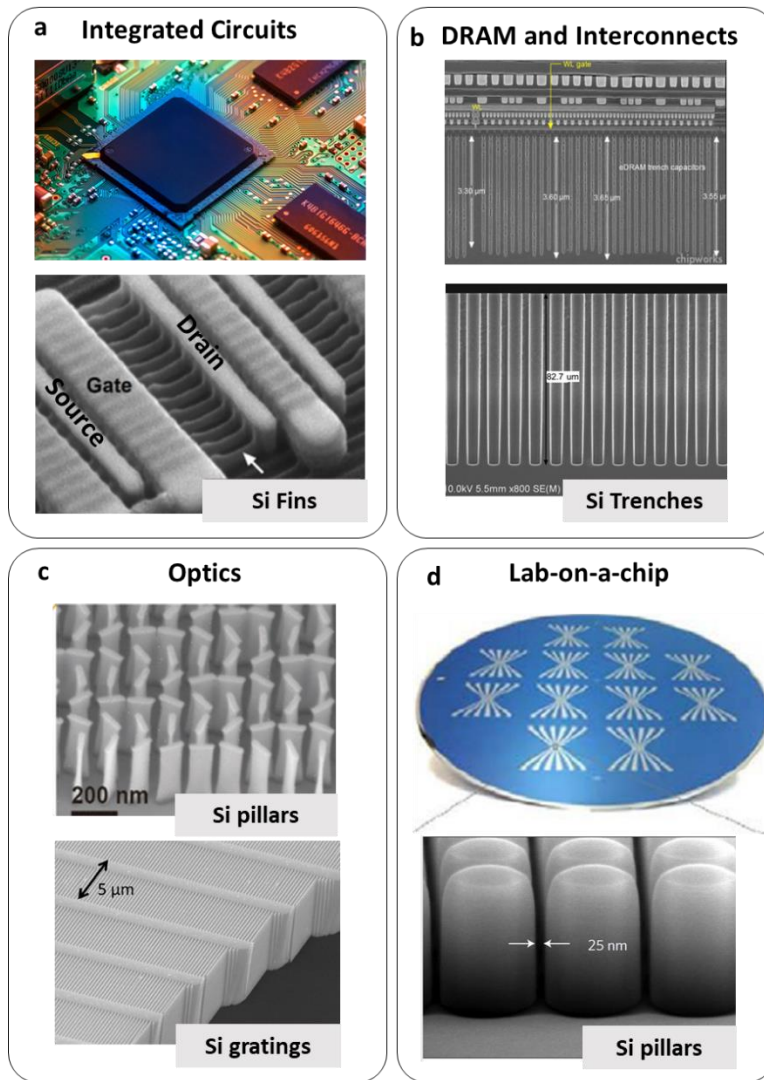 a
Integrated Circuits
Source
Gate
Drain
Si Fins
b
DRAM and Interconnects
WL gate
WL
eDRAM trench capacitors
3.30 µm
3.60 µm
3.65 µm
3.55 µ
chipworks
82.7 um
0.0kV 5.5mm x800 SE(M)
Si Trenches
c
Optics
200 nm
Si pillars
5 µm
Si gratings
d
Lab-on-a-chip
25 nm
Si pillars